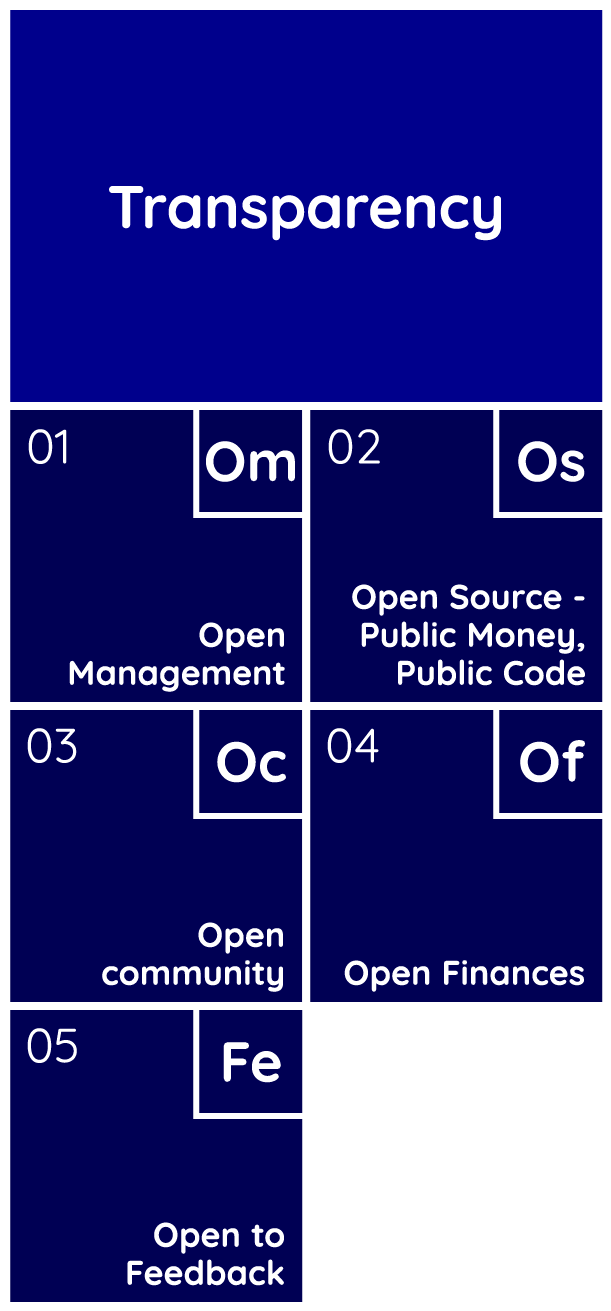 Transparency
01
Om
Open
Management
02
Os
Open Source -
Public Money,
Public Code
03
Oc
Open
community
04
Of
Open Finances
05
Fe
Open to
Feedback